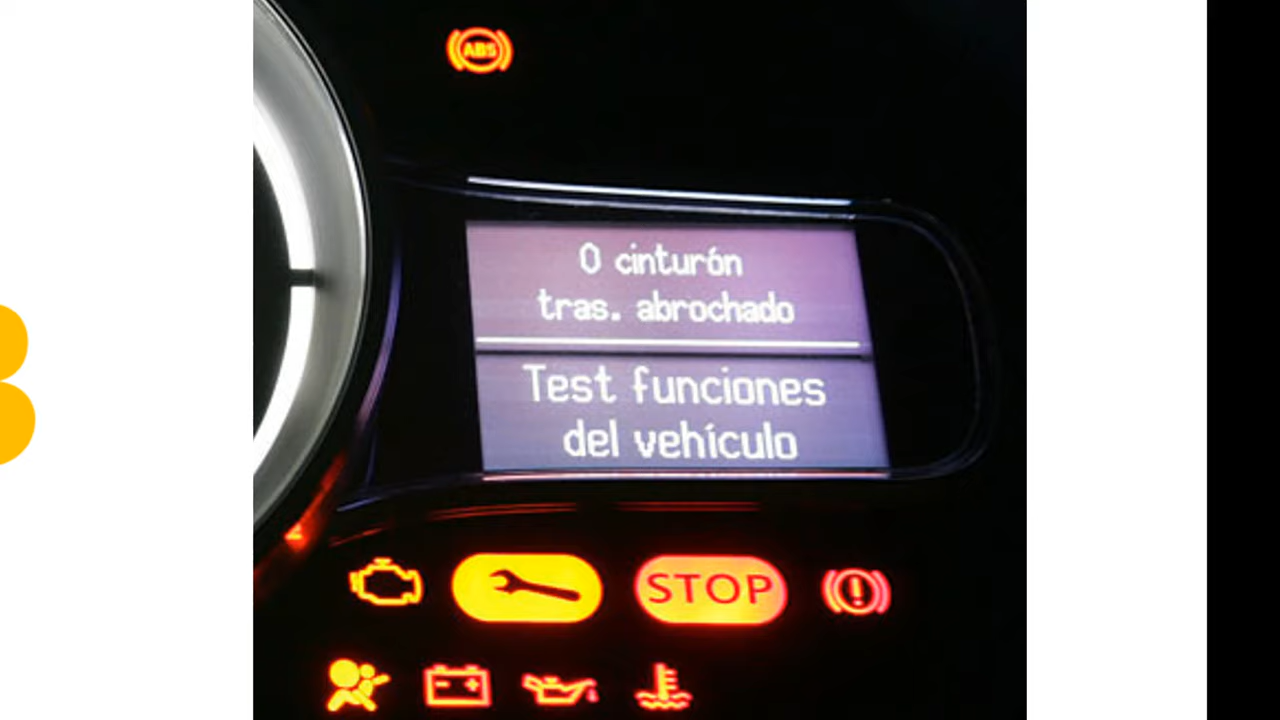 ABS
0 cinturón
tras. abrochado
Test funciones
del vehículo
STOP